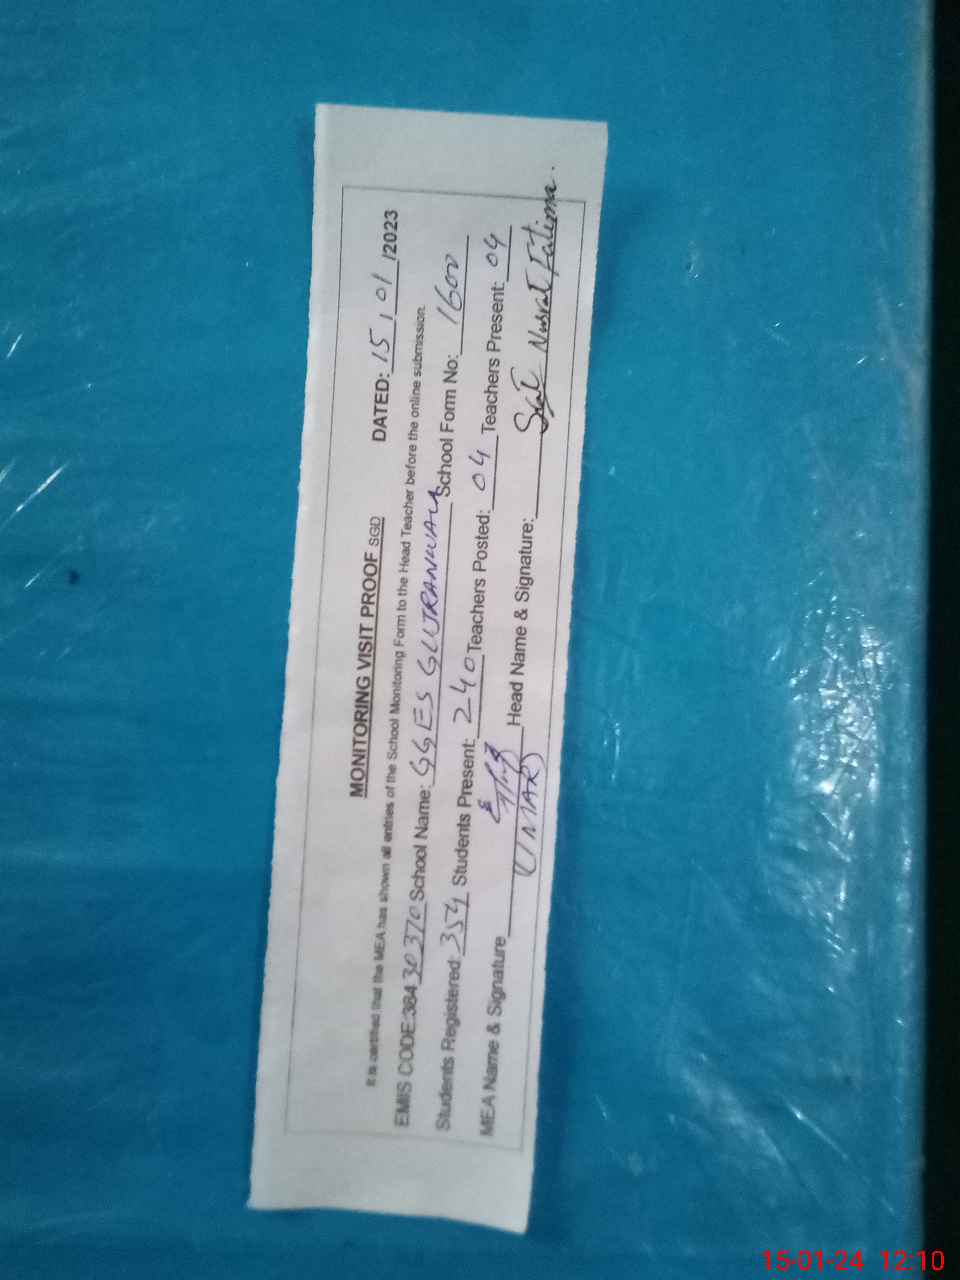 MONITORING VISIT PROOF SGD DATED: 15/01/2023
It is certified that the MEA has shown all entries of the School Monitoring Form to the Head Teacher before the online submission.
EMIS CODE:38430370 School Name: GGES GUJRANWALI School Form No: 1600
Students Registered: 354 Students Present: 240 Teachers Posted: 04 Teachers Present: 04
MEA Name & Signature UMAR Head Name & Signature: Nusrat Fatima.
15-01-24 12:10